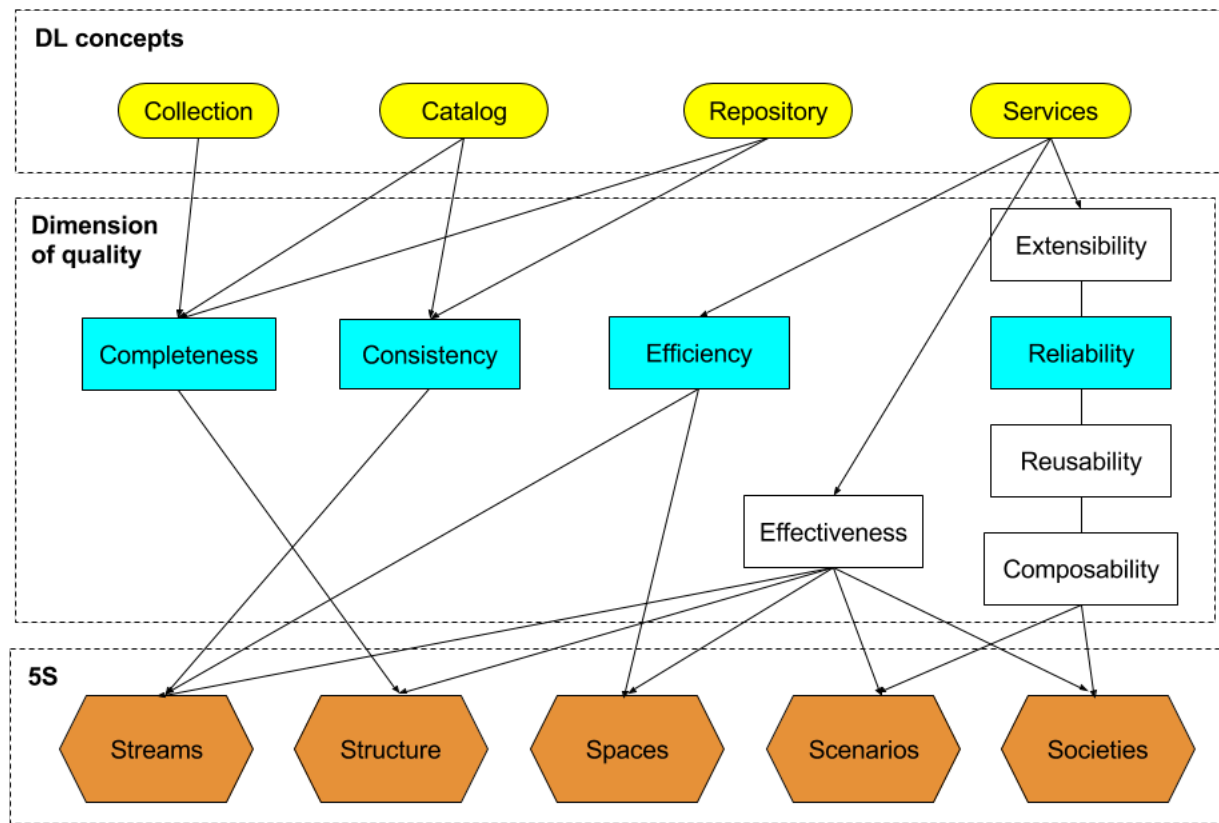 DL concepts
Collection
Catalog
Repository
Services
Dimension
of quality
Extensibility
Completeness
Consistency
Efficiency
Reliability
Reusability
Effectiveness
Composability
5S
Streams
Structure
Spaces
Scenarios
Societies